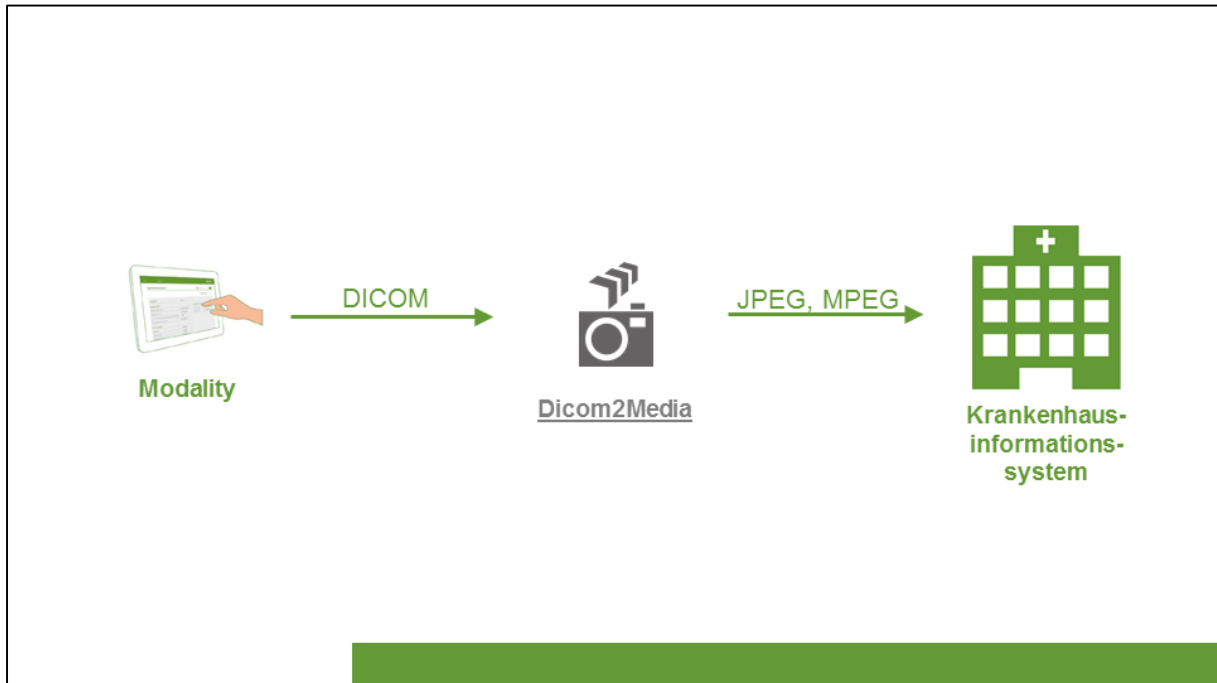 DICOM
JPEG, MPEG
Modality
Dicom2Media
Krankenhaus-
informations-
system